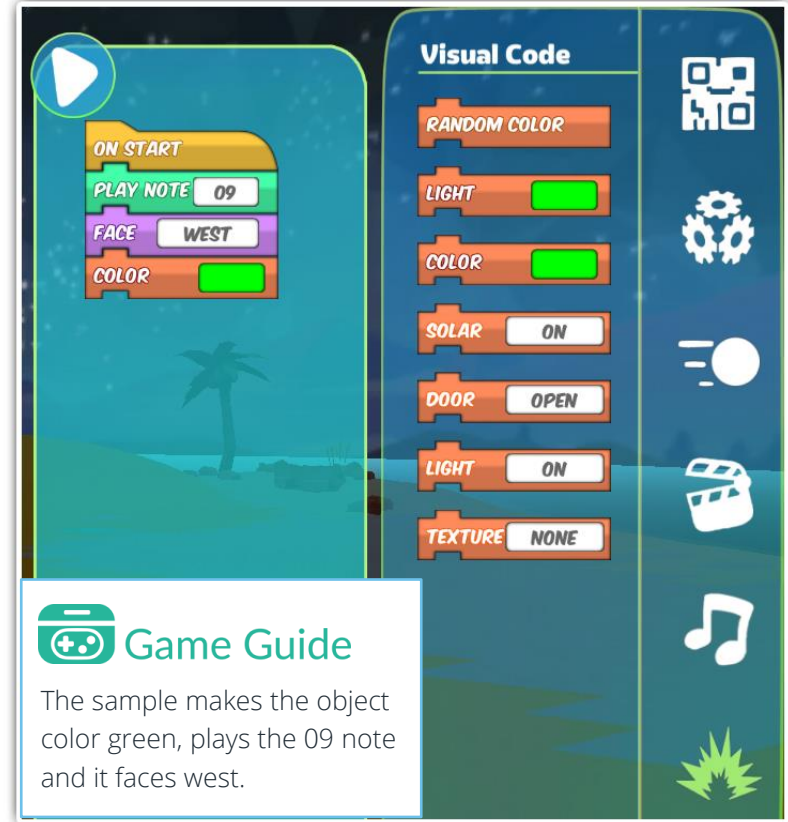 ON START
PLAY NOTE 09
FACE WEST
COLOR
Visual Code
RANDOM COLOR
LIGHT
COLOR
SOLAR ON
DOOR OPEN
LIGHT ON
TEXTURE NONE
Game Guide
The sample makes the object
color green, plays the 09 note
and it faces west.